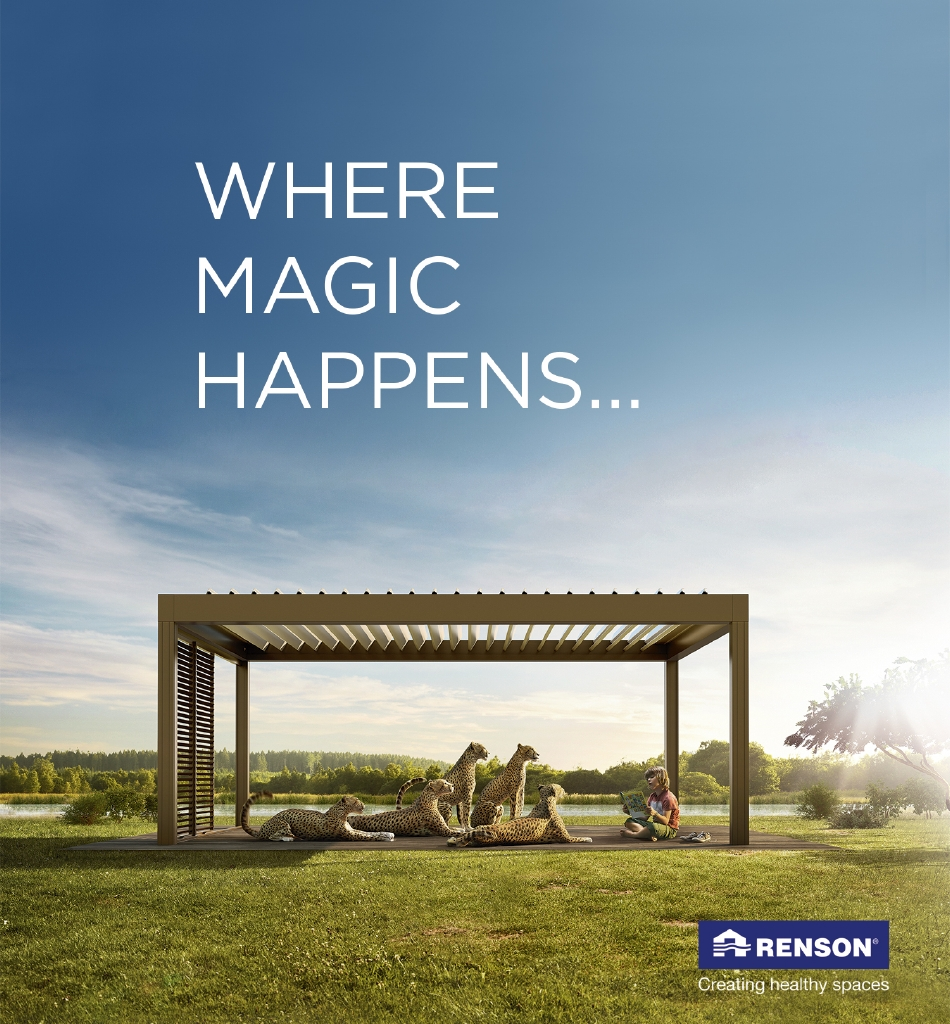 WHERE
MAGIC
HAPPENS...
RENSON®
Creating healthy spaces